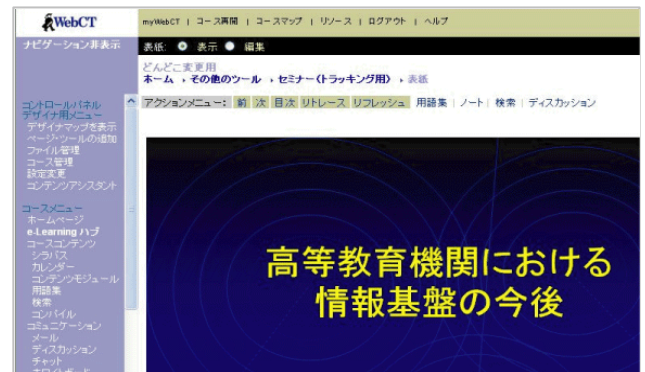 WebCT
myWebCT | コース再開 | コースマップ | リソース | ログアウト | ヘルプ
ナビゲーション非表示
表紙: 表示 編集
どんどこ変更用
ホーム › その他のツール › セミナー(トラッキング用) › 表紙
アクションメニュー: 前 次 目次 リトレース リフレッシュ 用語集 | ノート | 検索 | ディスカッション
コントロールパネル
デザイナ用メニュー
デザイナマップを表示
ページ・ツールの追加
ファイル管理
コース管理
設定変更
コンテンツアシスタント
コースメニュー
ホームページ
e-Learning ハブ
コースコンテンツ
シラバス
カレンダー
コンテンツモジュール
用語集
検索
コンパイル
コミュニケーション
メール
ディスカッション
チャット
ホワイトボード
高等教育機関における
情報基盤の今後